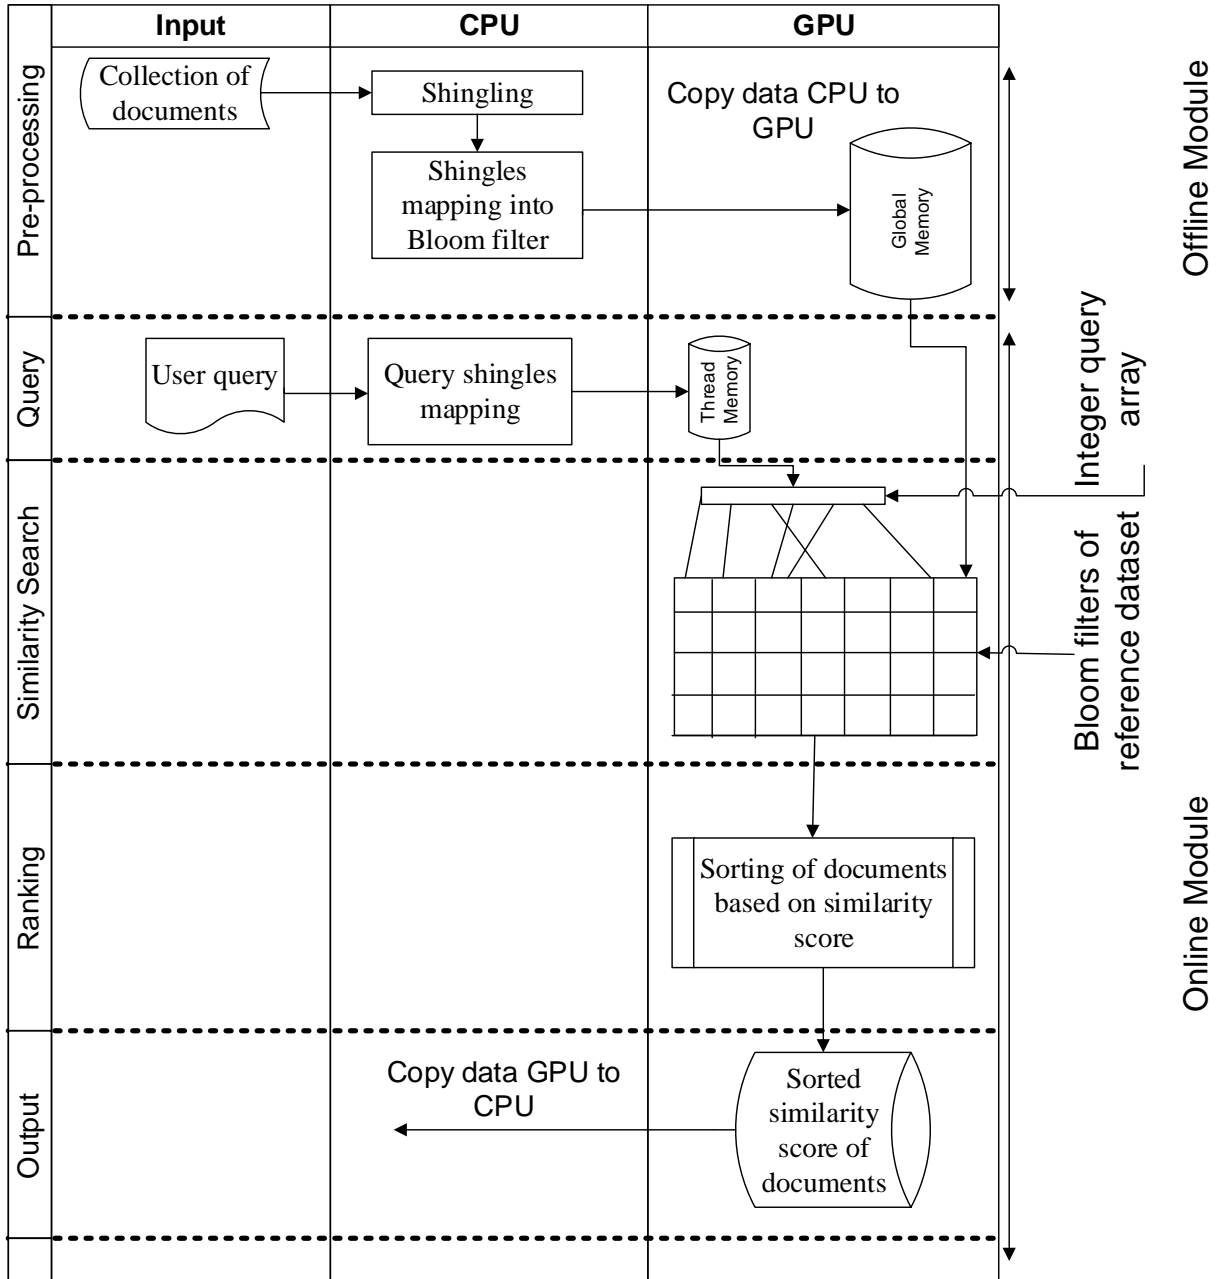 Input
CPU
GPU
Pre-processing
Collection of
documents
Shingling
Copy data CPU to
GPU
Shingles
mapping into
Bloom filter
Global
Memory
Offline Module
Query
User query
Query shingles
mapping
Thread
Memory
Integer query
array
Similarity Search
Bloom filters of
reference dataset
Ranking
Sorting of documents
based on similarity
score
Online Module
Output
Copy data GPU to
CPU
Sorted
similarity
score of
documents